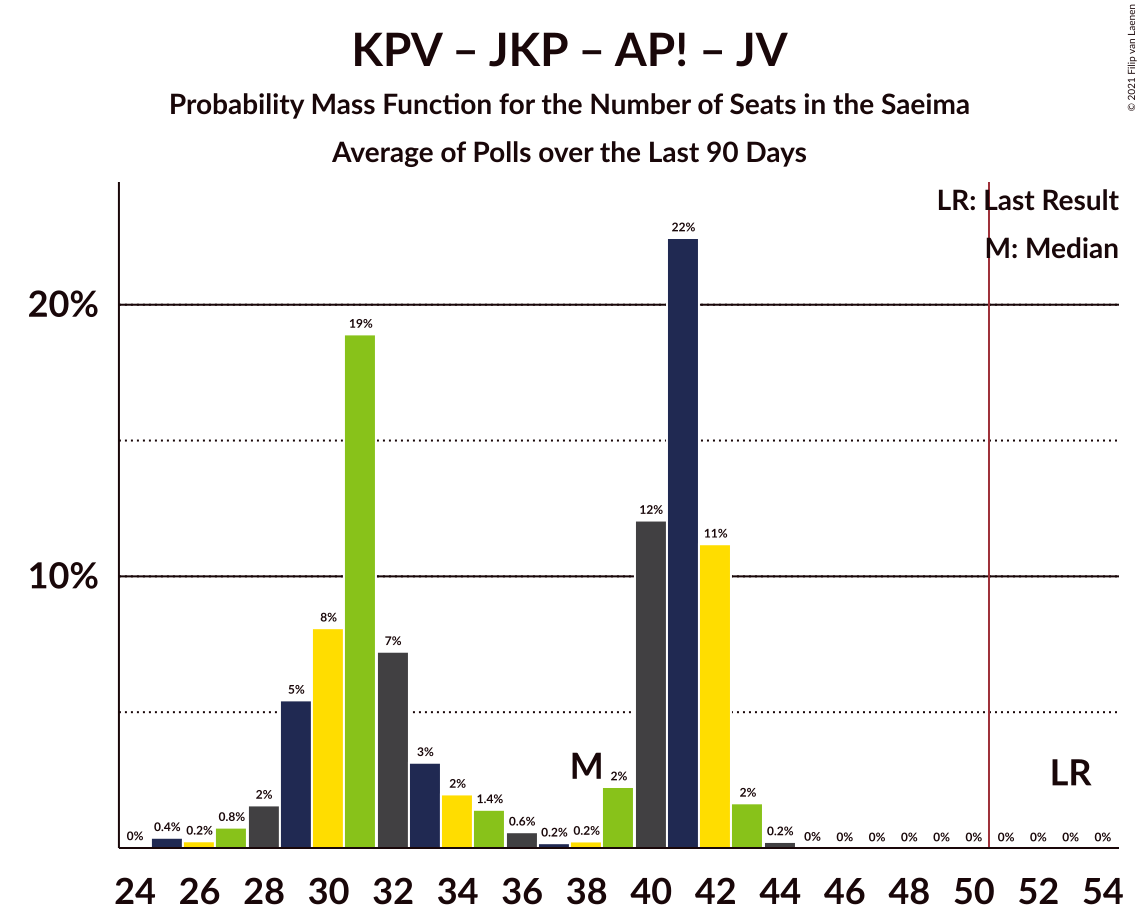 KPV – JKP – AP! – JV
Probability Mass Function for the Number of Seats in the Saeima
Average of Polls over the Last 90 Days
© 2021 Filip van Laenen
LR: Last Result
M: Median
20%
10%
0% 0.4% 0.2% 0.8% 2% 5% 8% 19% 7% 3% 2% 1.4% 0.6% 0.2% 0.2% 2% 12% 22% 11% 2% 0.2% 0% 0% 0% 0% 0% 0% 0% 0% 0% 0%
M
LR
24 26 28 30 32 34 36 38 40 42 44 46 48 50 52 54